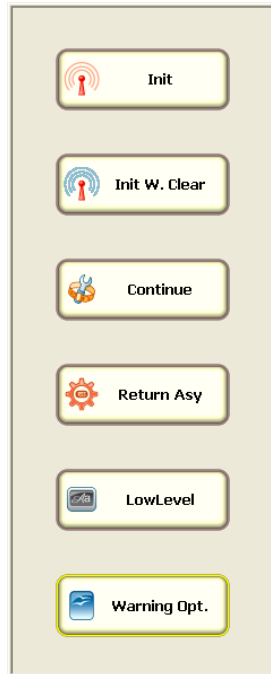 Init
Init W. Clear
Continue
Return Asy
LowLevel
Warning Opt.